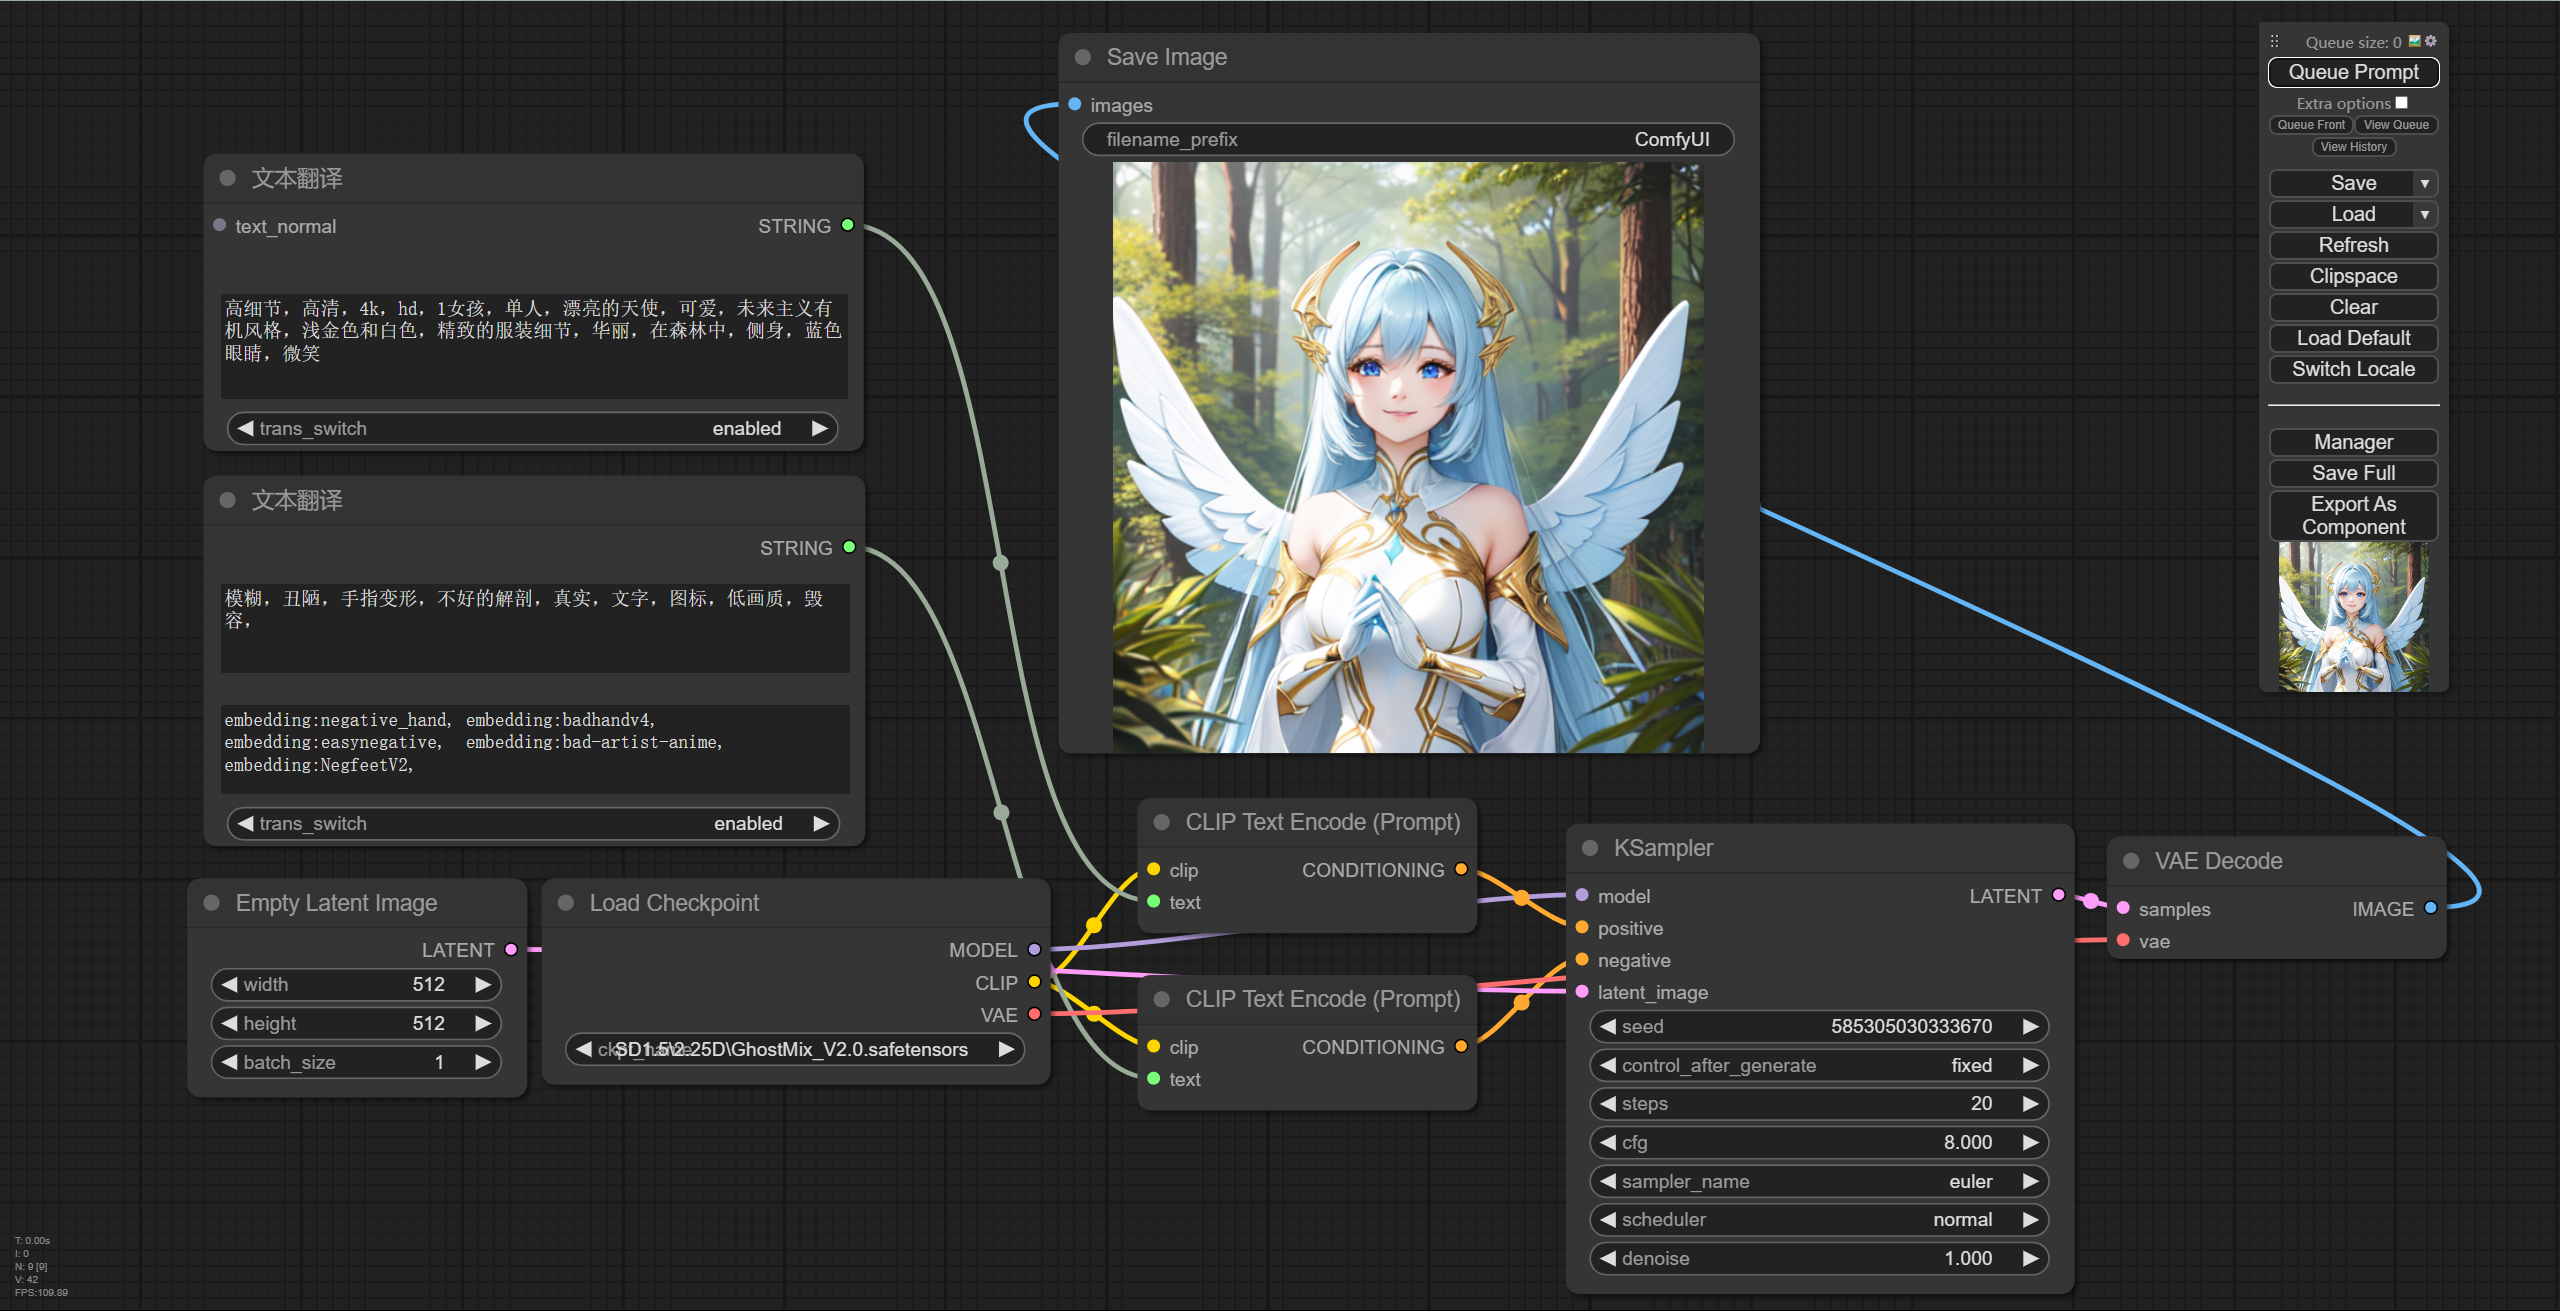 Save Image
images
filename_prefix ComfyUI
文本翻译
text_normal STRING
高细节，高清，4k，hd，1女孩，单人，漂亮的天使，可爱，未来主义有
机风格，浅金色和白色，精致的服装细节，华丽，在森林中，侧身，蓝色
眼睛，微笑
trans_switch enabled
文本翻译
STRING
模糊，丑陋，手指变形，不好的解剖，真实，文字，图标，低画质，毁
容，
embedding:negative_hand, embedding:badhandv4,
embedding:easynegative, embedding:bad-artist-anime,
embedding:NegfeetV2,
trans_switch enabled
Empty Latent Image
LATENT
width 512
height 512
batch_size 1
Load Checkpoint
MODEL
CLIP
VAE
SD1.5\2.25D\GhostMix_V2.0.safetensors
CLIP Text Encode (Prompt)
clip CONDITIONING
text
CLIP Text Encode (Prompt)
clip CONDITIONING
text
KSampler
model LATENT
positive
negative
latent_image
seed 585305030333670
control_after_generate fixed
steps 20
cfg 8.000
sampler_name euler
scheduler normal
denoise 1.000
VAE Decode
samples IMAGE
vae
Queue size: 0
Queue Prompt
Extra options
Queue Front View Queue
View History
Save
Load
Refresh
Clipspace
Clear
Load Default
Switch Locale
Manager
Save Full
Export As
Component
T: 0.00s
I: 0
N: 9 [9]
V: 42
FPS:109.89